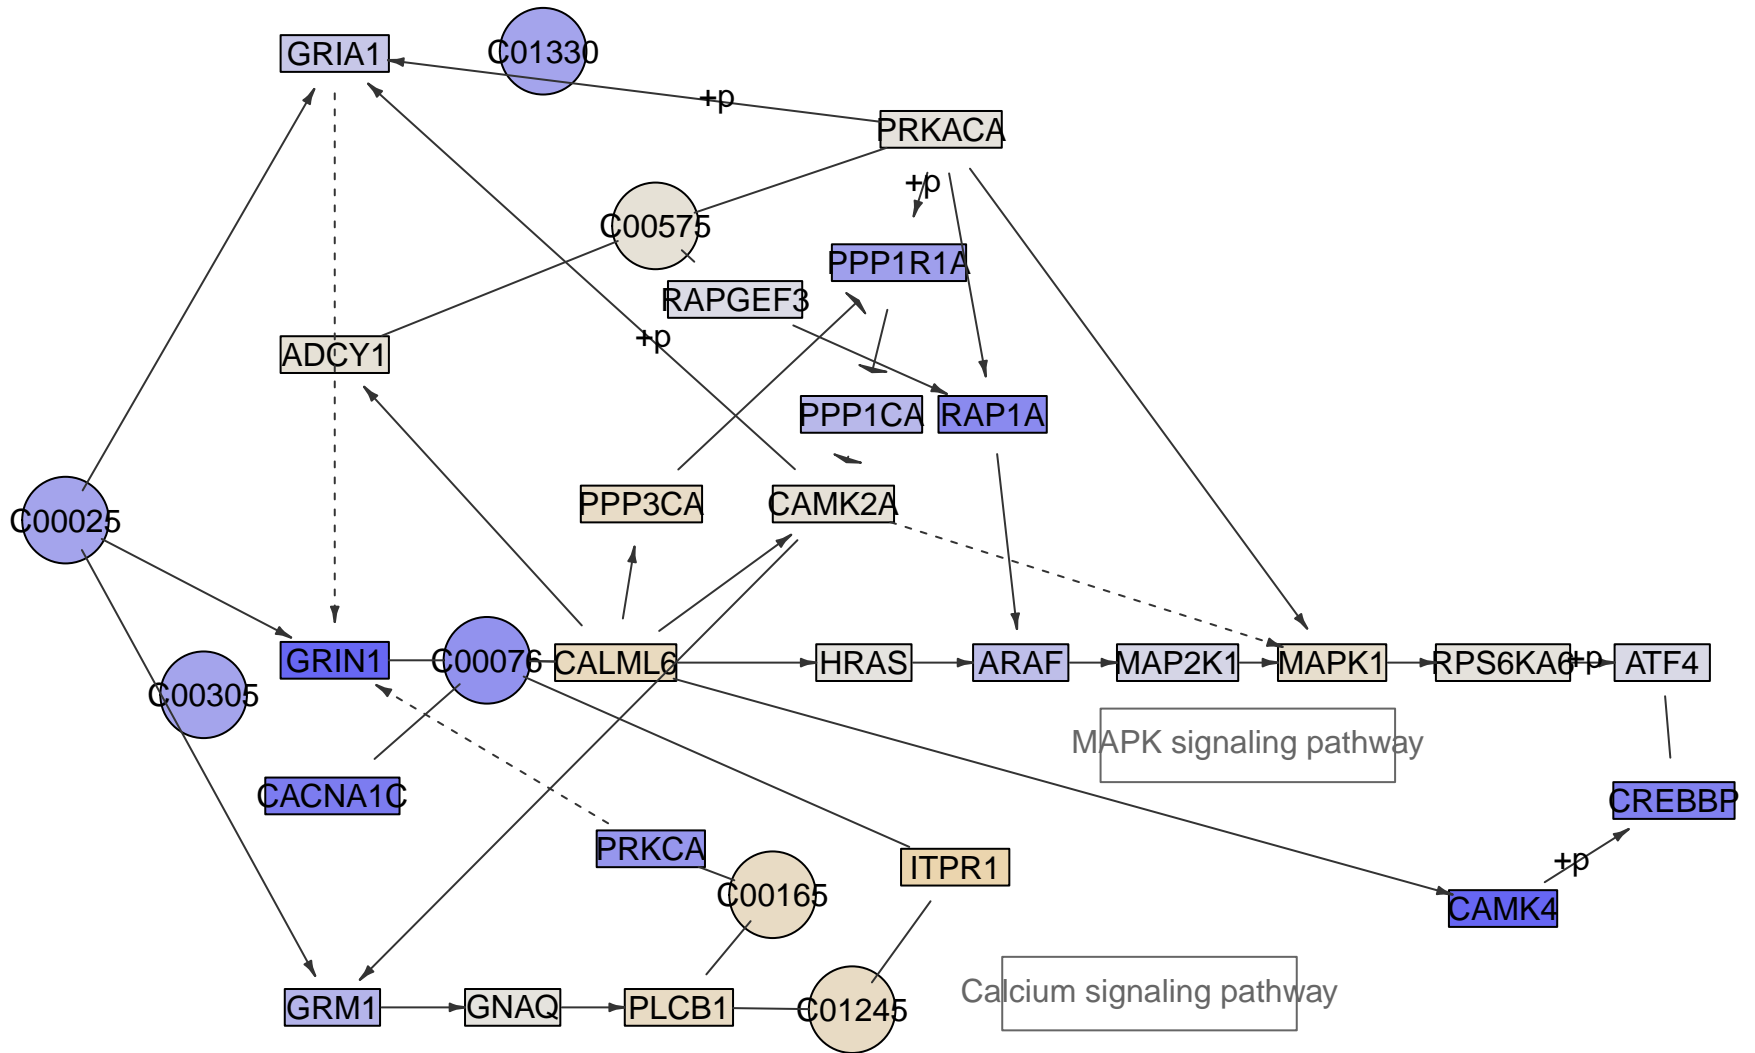 GRIA1
C01330
+p
PRKACA
+p
C00575
PPP1R1A
RAPGEF3
+p
ADCY1
PPP1CA
RAP1A
PPP3CA
CAMK2A
C00025
GRIN1
C00076
CALML6
HRAS
ARAF
MAP2K1
MAPK1
RPS6KA6
+p
ATF4
C00305
MAPK signaling pathway
CACNA1C
CREBBP
PRKCA
ITPR1
+p
C00165
CAMK4
Calcium signaling pathway
GRM1
GNAQ
PLCB1
C01245